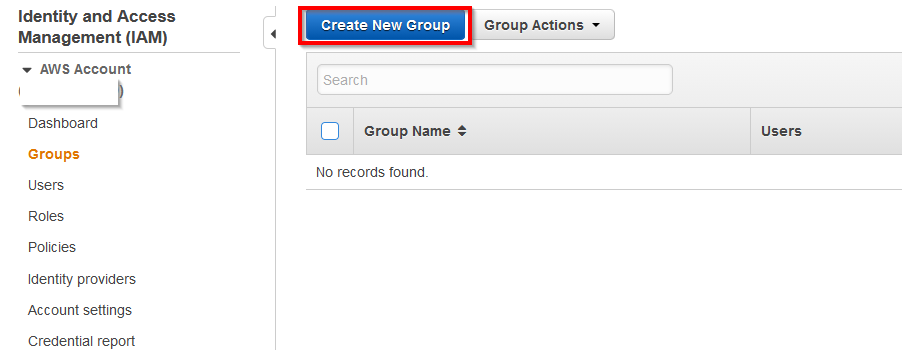 Identity and Access
Management (IAM)
AWS Account
Dashboard
Groups
Users
Roles
Policies
Identity providers
Account settings
Credential report
Create New Group
Group Actions
Search
Group Name
Users
No records found.